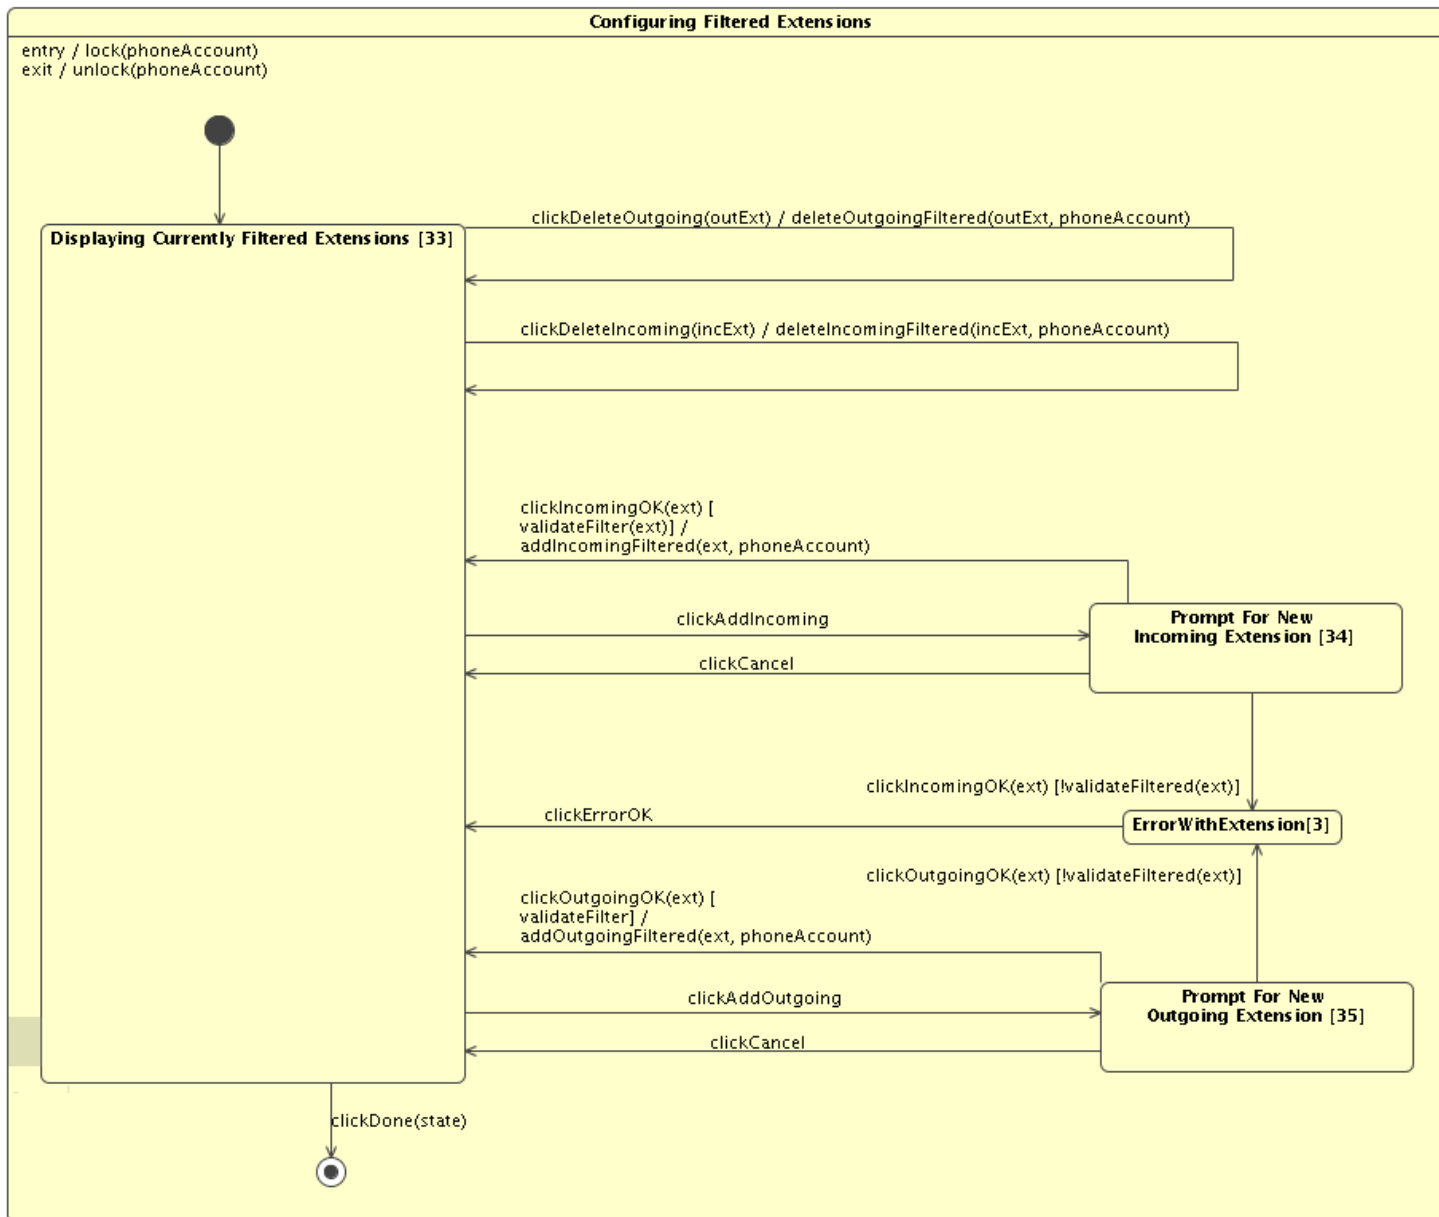 Configuring Filtered Extensions
entry / lock(phoneAccount)
exit / unlock(phoneAccount)
clickDeleteOutgoing(outExt) / deleteOutgoingFiltered(outExt, phoneAccount)
Displaying Currently Filtered Extensions [33]
clickDeleteIncoming(incExt) / deleteIncomingFiltered(incExt, phoneAccount)
clickIncomingOK(ext) [
validateFilter(ext)] /
addIncomingFiltered(ext, phoneAccount)
clickAddIncoming
Prompt For New
Incoming Extension [34]
clickCancel
clickIncomingOK(ext) [!validateFiltered(ext)]
clickErrorOK
ErrorWithExtension[3]
clickOutgoingOK(ext) [!validateFiltered(ext)]
clickOutgoingOK(ext) [
validateFilter] /
addOutgoingFiltered(ext, phoneAccount)
clickAddOutgoing
Prompt For New
Outgoing Extension [35]
clickCancel
clickDone(state)